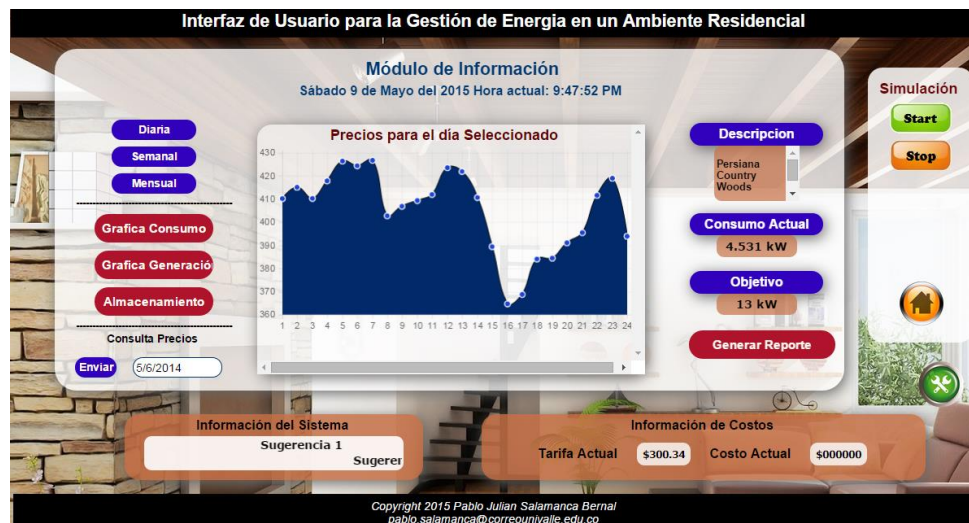 Interfaz de Usuario para la Gestión de Energia en un Ambiente Residencial
Módulo de Información
Sábado 9 de Mayo del 2015 Hora actual: 9:47:52 PM
Diaria
Semanal
Mensual
Grafica Consumo
Grafica Generació
Almacenamiento
Consulta Precios
Enviar
5/6/2014
Precios para el día Seleccionado
430
420
410
400
390
380
370
360
1 2 3 4 5 6 7 8 9 10 11 12 13 14 15 16 17 18 19 20 21 22 23 24
Descripcion
Persiana
Country
Woods
Consumo Actual
4.531 kW
Objetivo
13 kW
Generar Reporte
Simulación
Start
Stop
Información del Sistema
Sugerencia 1
Sugerer
Información de Costos
Tarifa Actual
$300.34
Costo Actual
$000000
Copyright 2015 Pablo Julian Salamanca Bernal
pablo.salamanca@correounivalle.edu.co